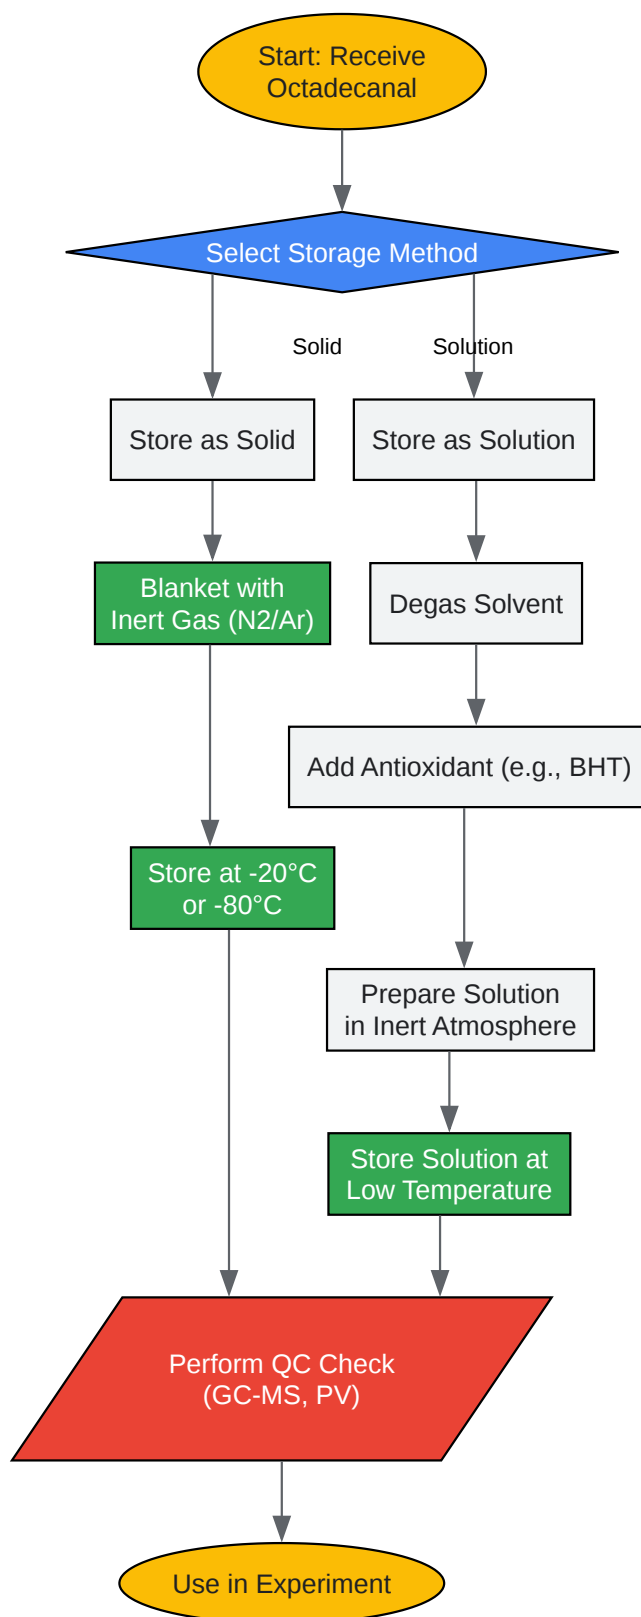 Start: Receive
Octadecanal
Select Storage Method
Solid
Solution
Store as Solid
Store as Solution
Blanket with
Inert Gas (N2/Ar)
Degas Solvent
Add Antioxidant (e.g., BHT)
Store at -20°C
or -80°C
Prepare Solution
in Inert Atmosphere
Store Solution at
Low Temperature
Perform QC Check
(GC-MS, PV)
Use in Experiment